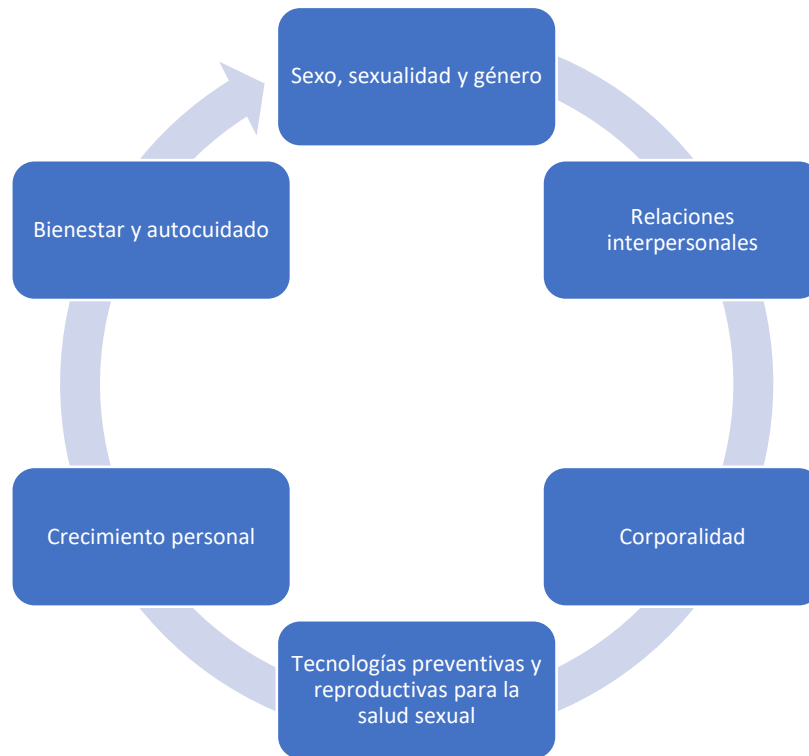 Sexo, sexualidad y género
Relaciones
interpersonales
Corporalidad
Tecnologías preventivas y
reproductivas para la
salud sexual
Crecimiento personal
Bienestar y autocuidado